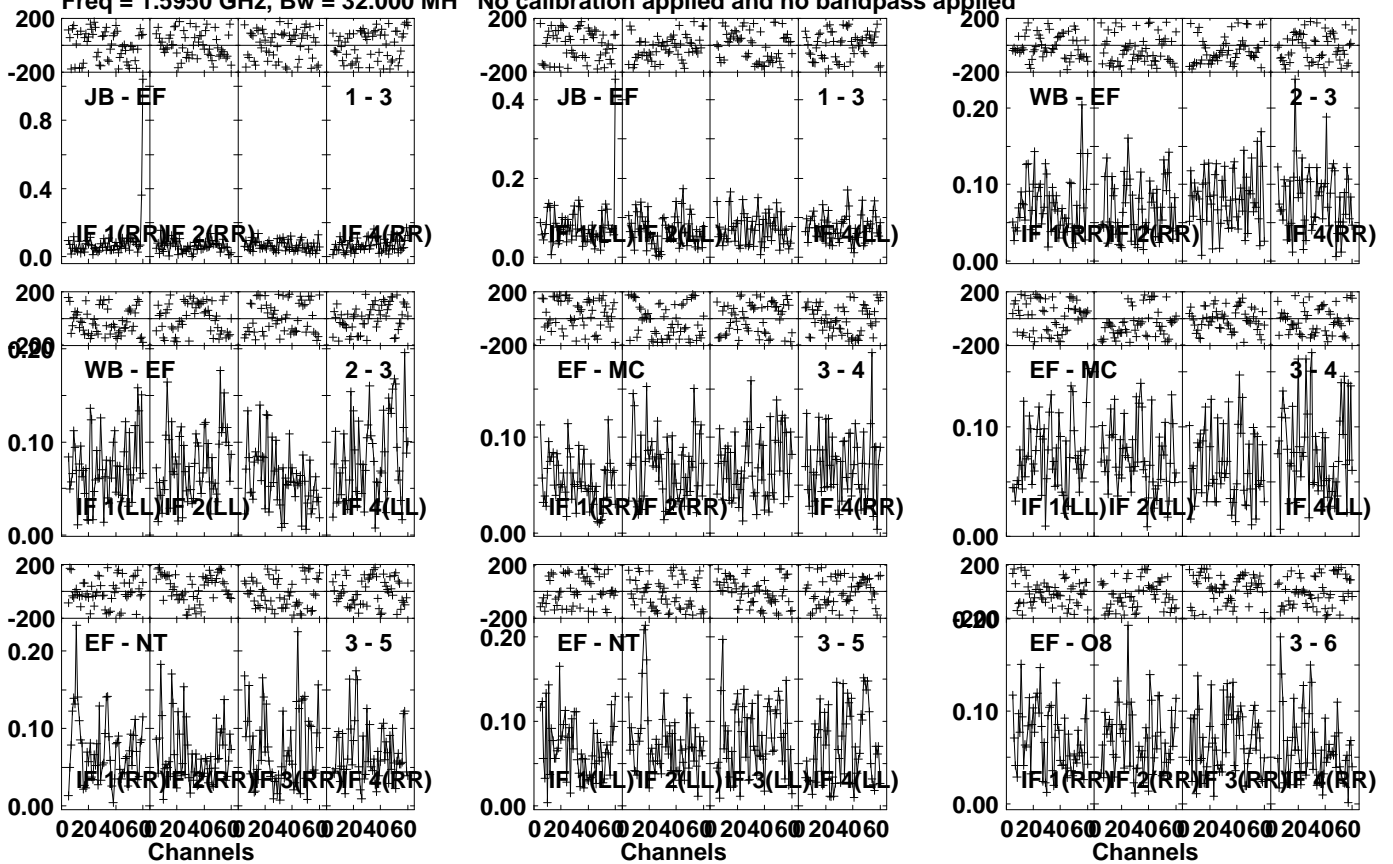 Freq = 1.5950 GHz, Bw = 32.000 MH No calibration applied and no bandpass applied
200
-200
JB - EF 1 - 3
0.8
0.4
0.0
IF 1(RR) IF 2(RR) IF 4(RR)
JB - EF 1 - 3
0.4
0.2
0.0
IF 1(LL) IF 2(LL) IF 4(LL)
200
-200
WB - EF 2 - 3
0.20
0.10
0.00
IF 1(RR) IF 2(RR) IF 4(RR)
200
-200
0.20
WB - EF 2 - 3
0.10
0.00
IF 1(LL) IF 2(LL) IF 4(LL)
EF - MC 3 - 4
0.10
0.00
IF 1(RR) IF 2(RR) IF 4(RR)
200
-200
EF - MC 3 - 4
0.10
0.00
IF 1(LL) IF 2(LL) IF 4(LL)
200
-200
EF - NT 3 - 5
0.20
0.10
0.00
IF 1(RR) IF 2(RR) IF 3(RR) IF 4(RR)
0 20 40 60 0 20 40 60 0 20 40 60 0 20 40 60
Channels
EF - NT 3 - 5
0.20
0.10
0.00
IF 1(LL) IF 2(LL) IF 3(LL) IF 4(LL)
0 20 40 60 0 20 40 60 0 20 40 60 0 20 40 60
Channels
200
-200
0.20
EF - O8 3 - 6
0.10
0.00
IF 1(RR) IF 2(RR) IF 3(RR) IF 4(RR)
0 20 40 60 0 20 40 60 0 20 40 60 0 20 40 60
Channels